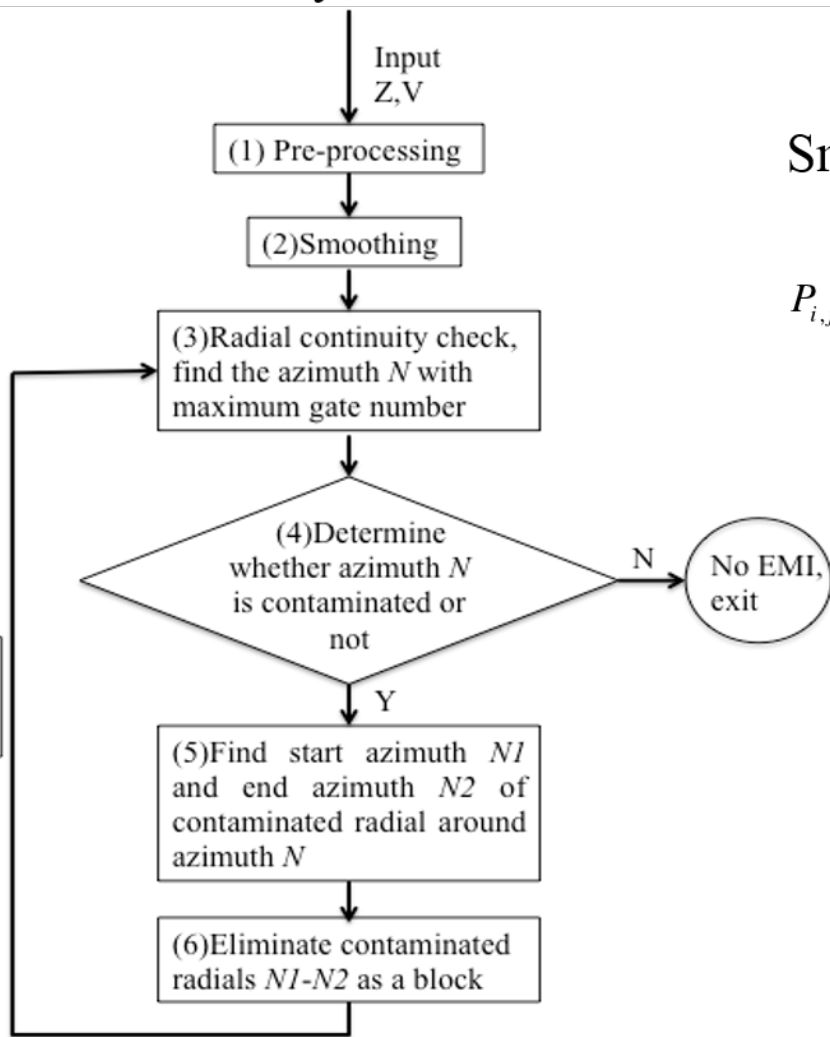 Input
Z,V
(1) Pre-processing
(2)Smoothing
(3)Radial continuity check,
find the azimuth N with
maximum gate number
(4)Determine
whether azimuth N
is contaminated or
not
N
No EMI,
exit
Y
(5)Find start azimuth N1
and end azimuth N2 of
contaminated radial around
azimuth N
(6)Eliminate contaminated
radials N1-N2 as a block